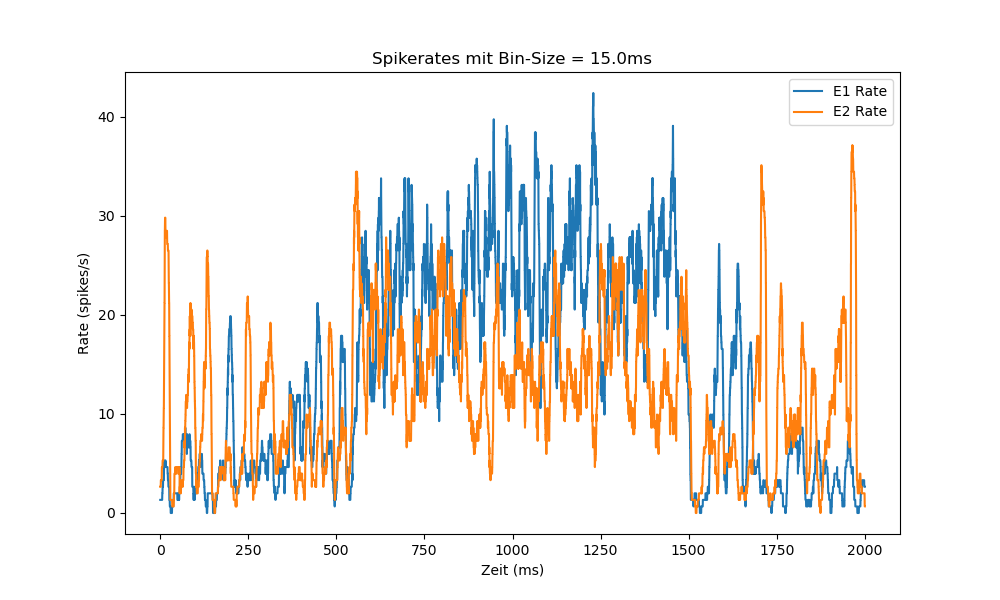 Spikerates mit Bin-Size = 15.0ms
E1 Rate
E2 Rate
Rate (spikes/s)
40
30
20
10
0
0 250 500 750 1000 1250 1500 1750 2000
Zeit (ms)